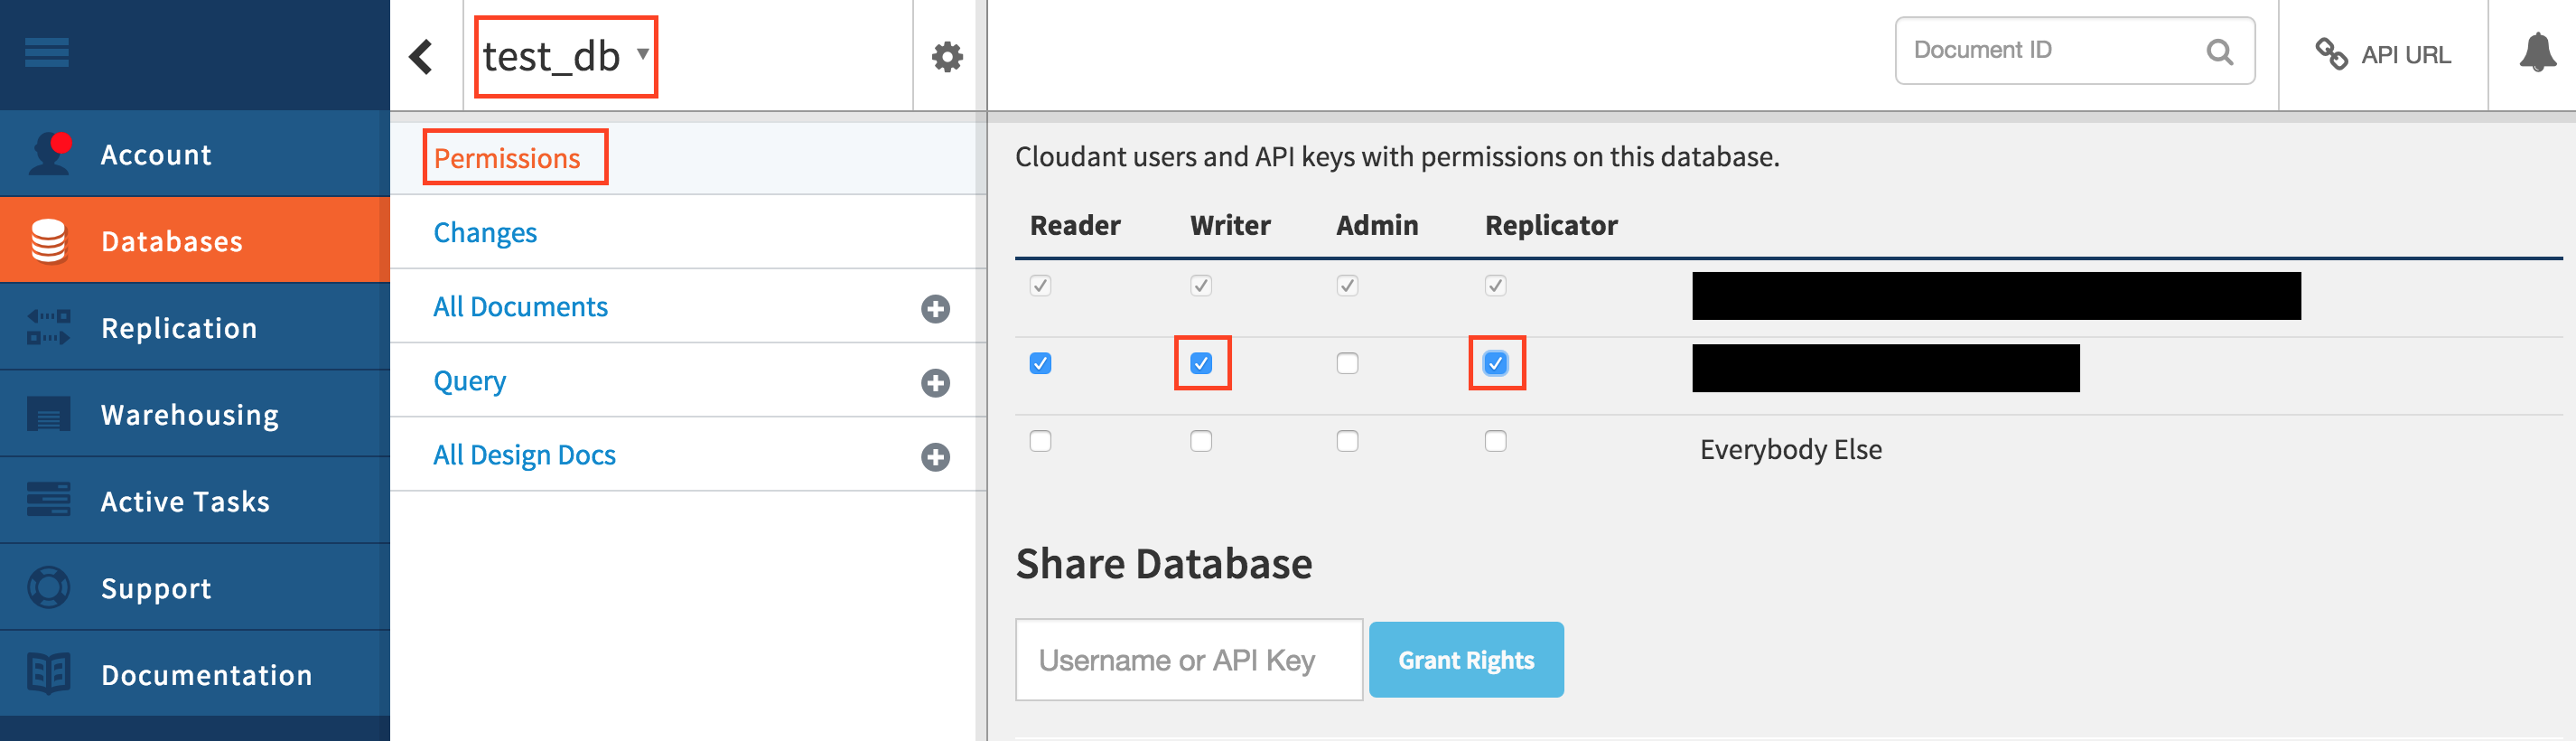 Account
Databases
Replication
Warehousing
Active Tasks
Support
Documentation
test_db
Permissions
Changes
All Documents
Query
All Design Docs
Document ID
API URL
Cloudant users and API keys with permissions on this database.
Reader Writer Admin Replicator
Everybody Else
Share Database
Username or API Key
Grant Rights